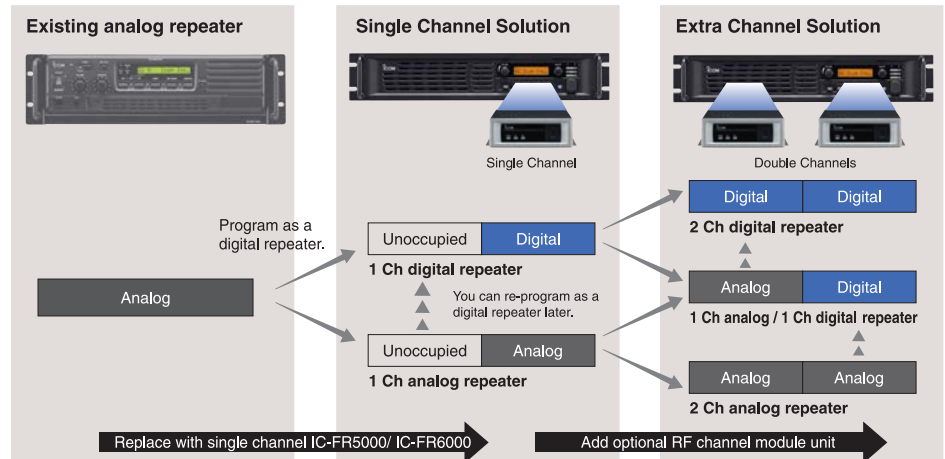 Existing analog repeater
Single Channel Solution
Extra Channel Solution
Single Channel
Double Channels
Program as a
digital repeater.
Analog
Unoccupied
Digital
1 Ch digital repeater
You can re-program as a
digital repeater later.
Unoccupied
Analog
1 Ch analog repeater
Digital
Digital
2 Ch digital repeater
Analog
Digital
1 Ch analog / 1 Ch digital repeater
Analog
Analog
2 Ch analog repeater
Replace with single channel IC-FR5000/ IC-FR6000
Add optional RF channel module unit